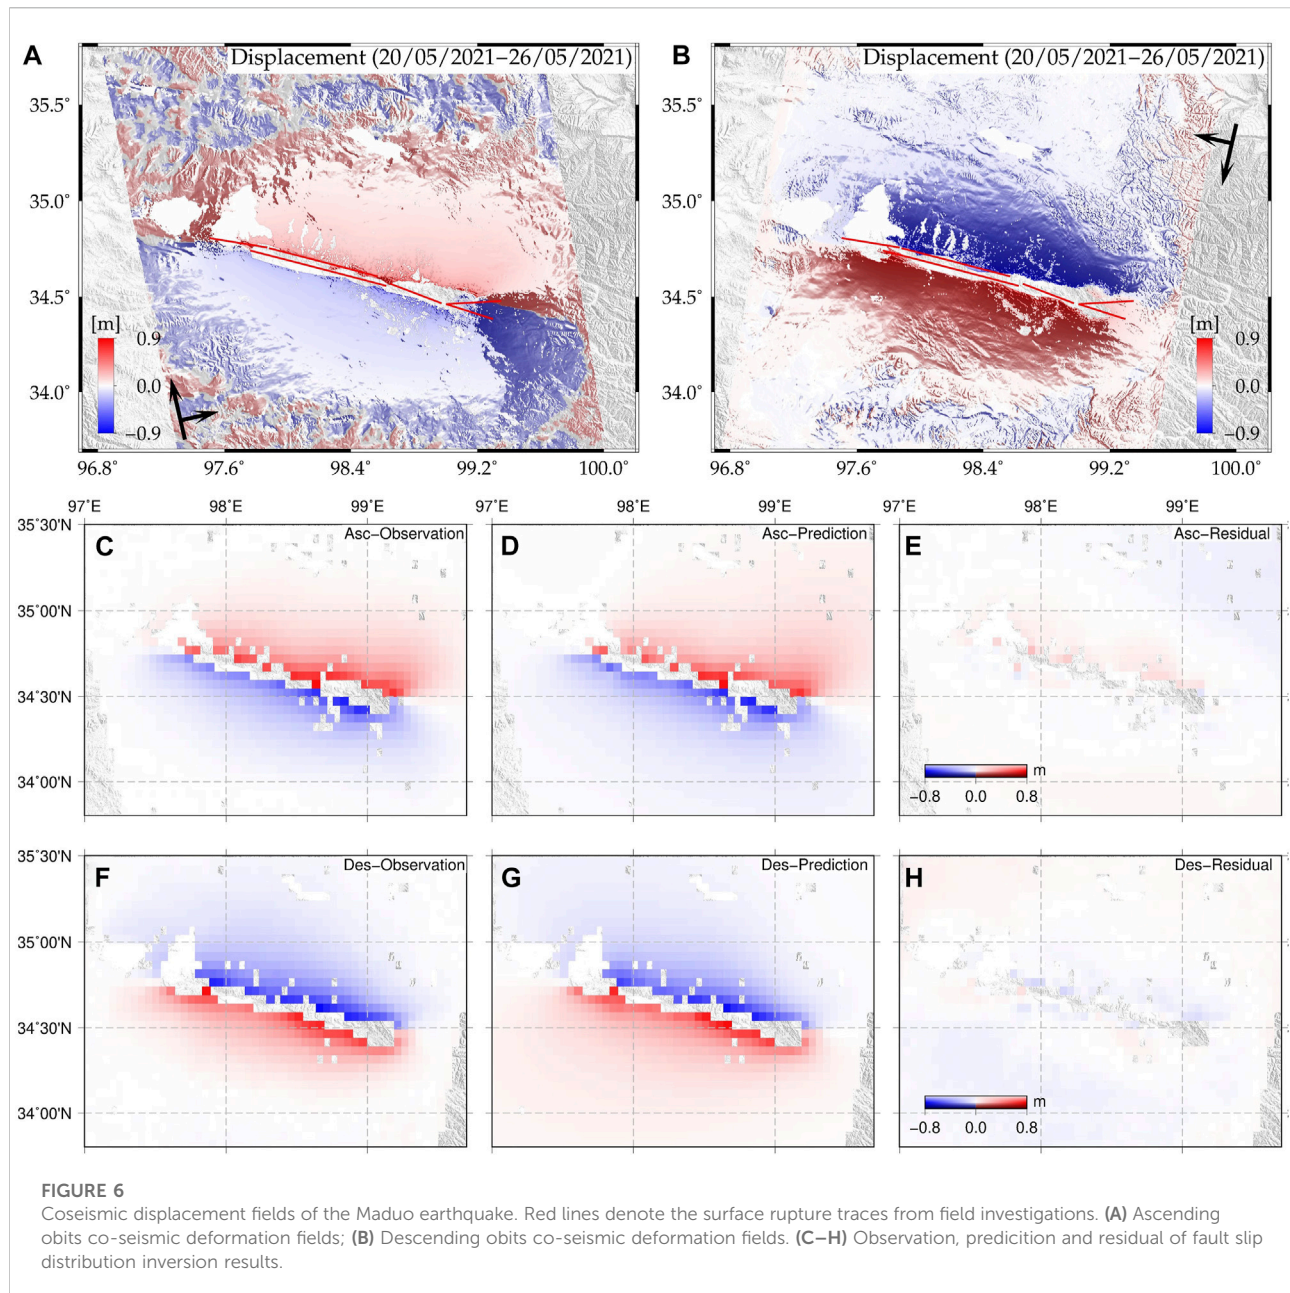 A
Displacement (20/05/2021–26/05/2021)
35.5°
35.0°
34.5°
34.0°
[m]
0.9
0.0
−0.9
96.8°
97.6°
98.4°
99.2°
100.0°
B
Displacement (20/05/2021–26/05/2021)
35.5°
35.0°
34.5°
34.0°
[m]
0.9
0.0
−0.9
96.8°
97.6°
98.4°
99.2°
100.0°
97°E
98°E
99°E
97°E
98°E
99°E
97°E
98°E
99°E
35°30'N
35°00'N
34°30'N
34°00'N
C
Asc−Observation
D
Asc−Prediction
E
Asc−Residual
m
−0.8
0.0
0.8
35°30'N
35°00'N
34°30'N
34°00'N
F
Des−Observation
G
Des−Prediction
H
Des−Residual
m
−0.8
0.0
0.8
FIGURE 6
Coseismic displacement fields of the Maduo earthquake. Red lines denote the surface rupture traces from field investigations. (A) Ascending
obits co-seismic deformation fields; (B) Descending obits co-seismic deformation fields. (C–H) Observation, predicition and residual of fault slip
distribution inversion results.